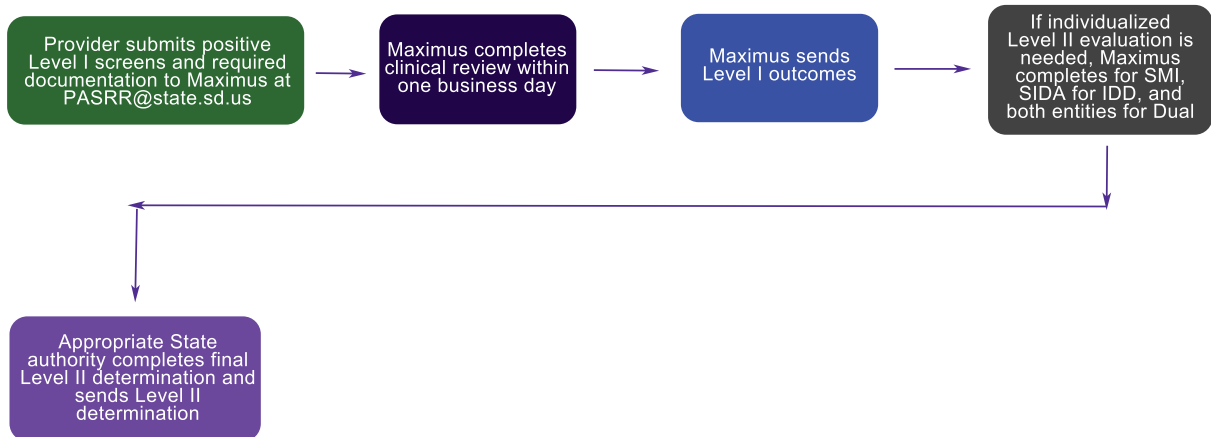 Provider submits positive
Level I screens and required
documentation to Maximus at
PASRR@state.sd.us
Maximus completes
clinical review within
one business day
Maximus sends
Level I outcomes
If individualized
Level II evaluation is
needed, Maximus
completes for SMI,
SIDA for IDD, and
both entities for Dual
Appropriate State
authority completes final
Level II determination and
sends Level II
determination